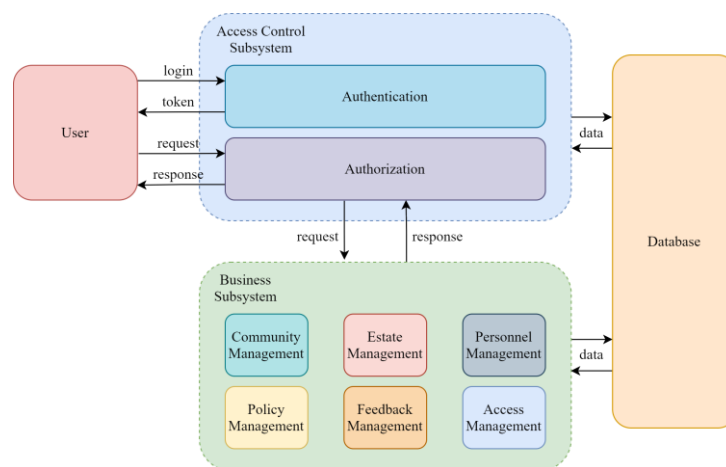 Access Control
Subsystem
login
Authentication
token
User
request
Authorization
response
data
request
response
Database
Business
Subsystem
Community
Management
Estate
Management
Personnel
Management
data
Policy
Management
Feedback
Management
Access
Management